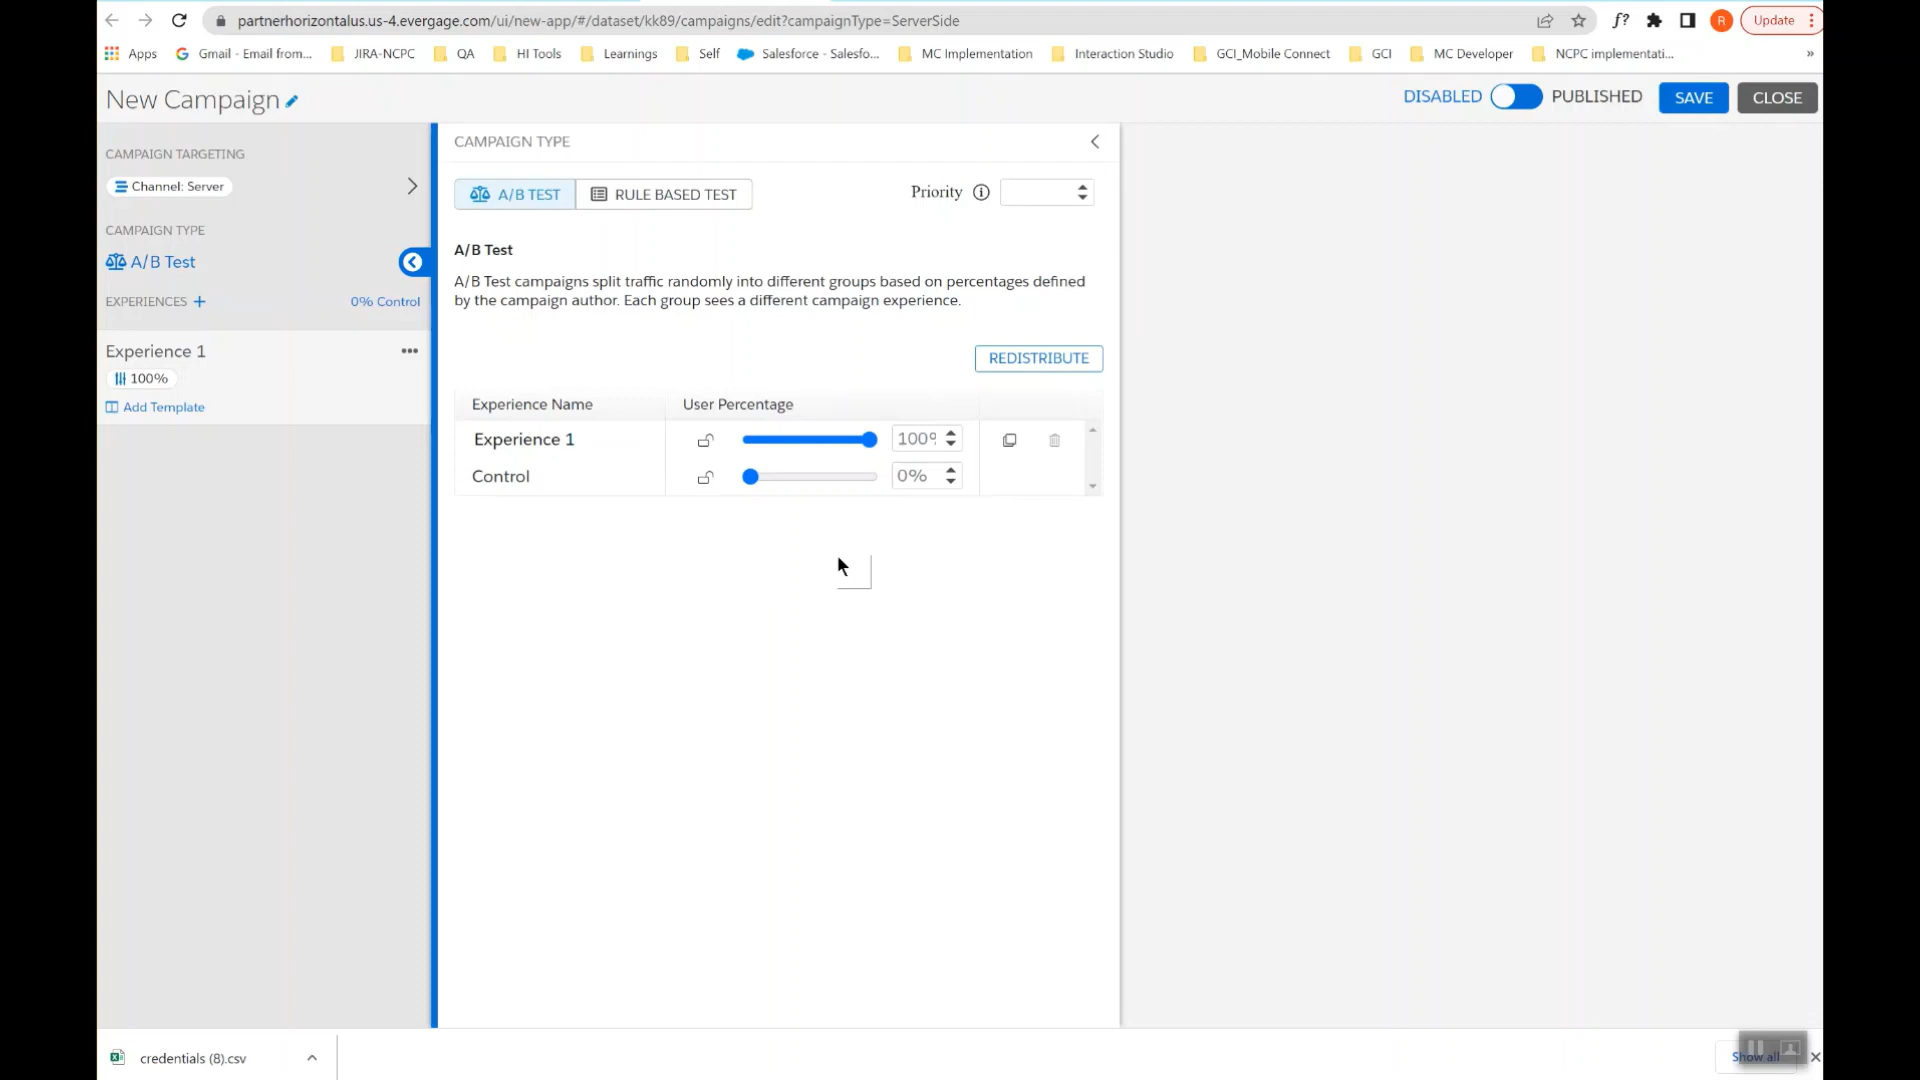 partnerhorizontalus.us-4.evergage.com/ui/new-app/#/dataset/kk89/campaigns/edit?campaignType=ServerSide
f?
R
Update
Apps
Gmail - Email from...
JIRA-NCPC
QA
HI Tools
Learnings
Self
Salesforce - Salesfo...
MC Implementation
Interaction Studio
GCI_Mobile Connect
GCI
MC Developer
NCPC implementati...
»
New Campaign
DISABLED
PUBLISHED
SAVE
CLOSE
CAMPAIGN TARGETING
Channel: Server
CAMPAIGN TYPE
A/B Test
EXPERIENCES +
0% Control
Experience 1
100%
Add Template
CAMPAIGN TYPE
A/B TEST
RULE BASED TEST
Priority
A/B Test
A/B Test campaigns split traffic randomly into different groups based on percentages defined
by the campaign author. Each group sees a different campaign experience.
REDISTRIBUTE
Experience Name
User Percentage
Experience 1
100%
Control
0%
credentials (8).csv
Show all